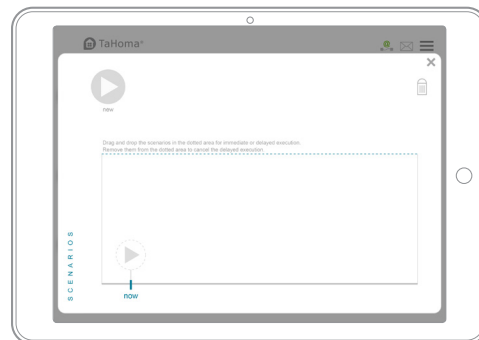 TaHoma®
new
Drag and drop the scenarios in the dotted area for immediate or delayed execution.
Remove them from the dotted area to cancel the delayed execution.
SCENARIOS
now